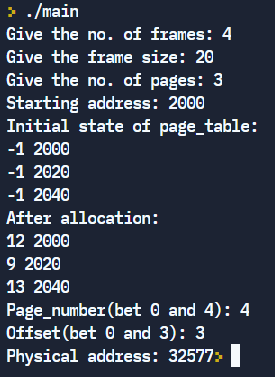 > ./main
Give the no. of frames: 4
Give the frame size: 20
Give the no. of pages: 3
Starting address: 2000
Initial state of page_table:
-1 2000
-1 2020
-1 2040
After allocation:
12 2000
9 2020
13 2040
Page_number(bet 0 and 4): 4
Offset(bet 0 and 3): 3
Physical address: 32577>